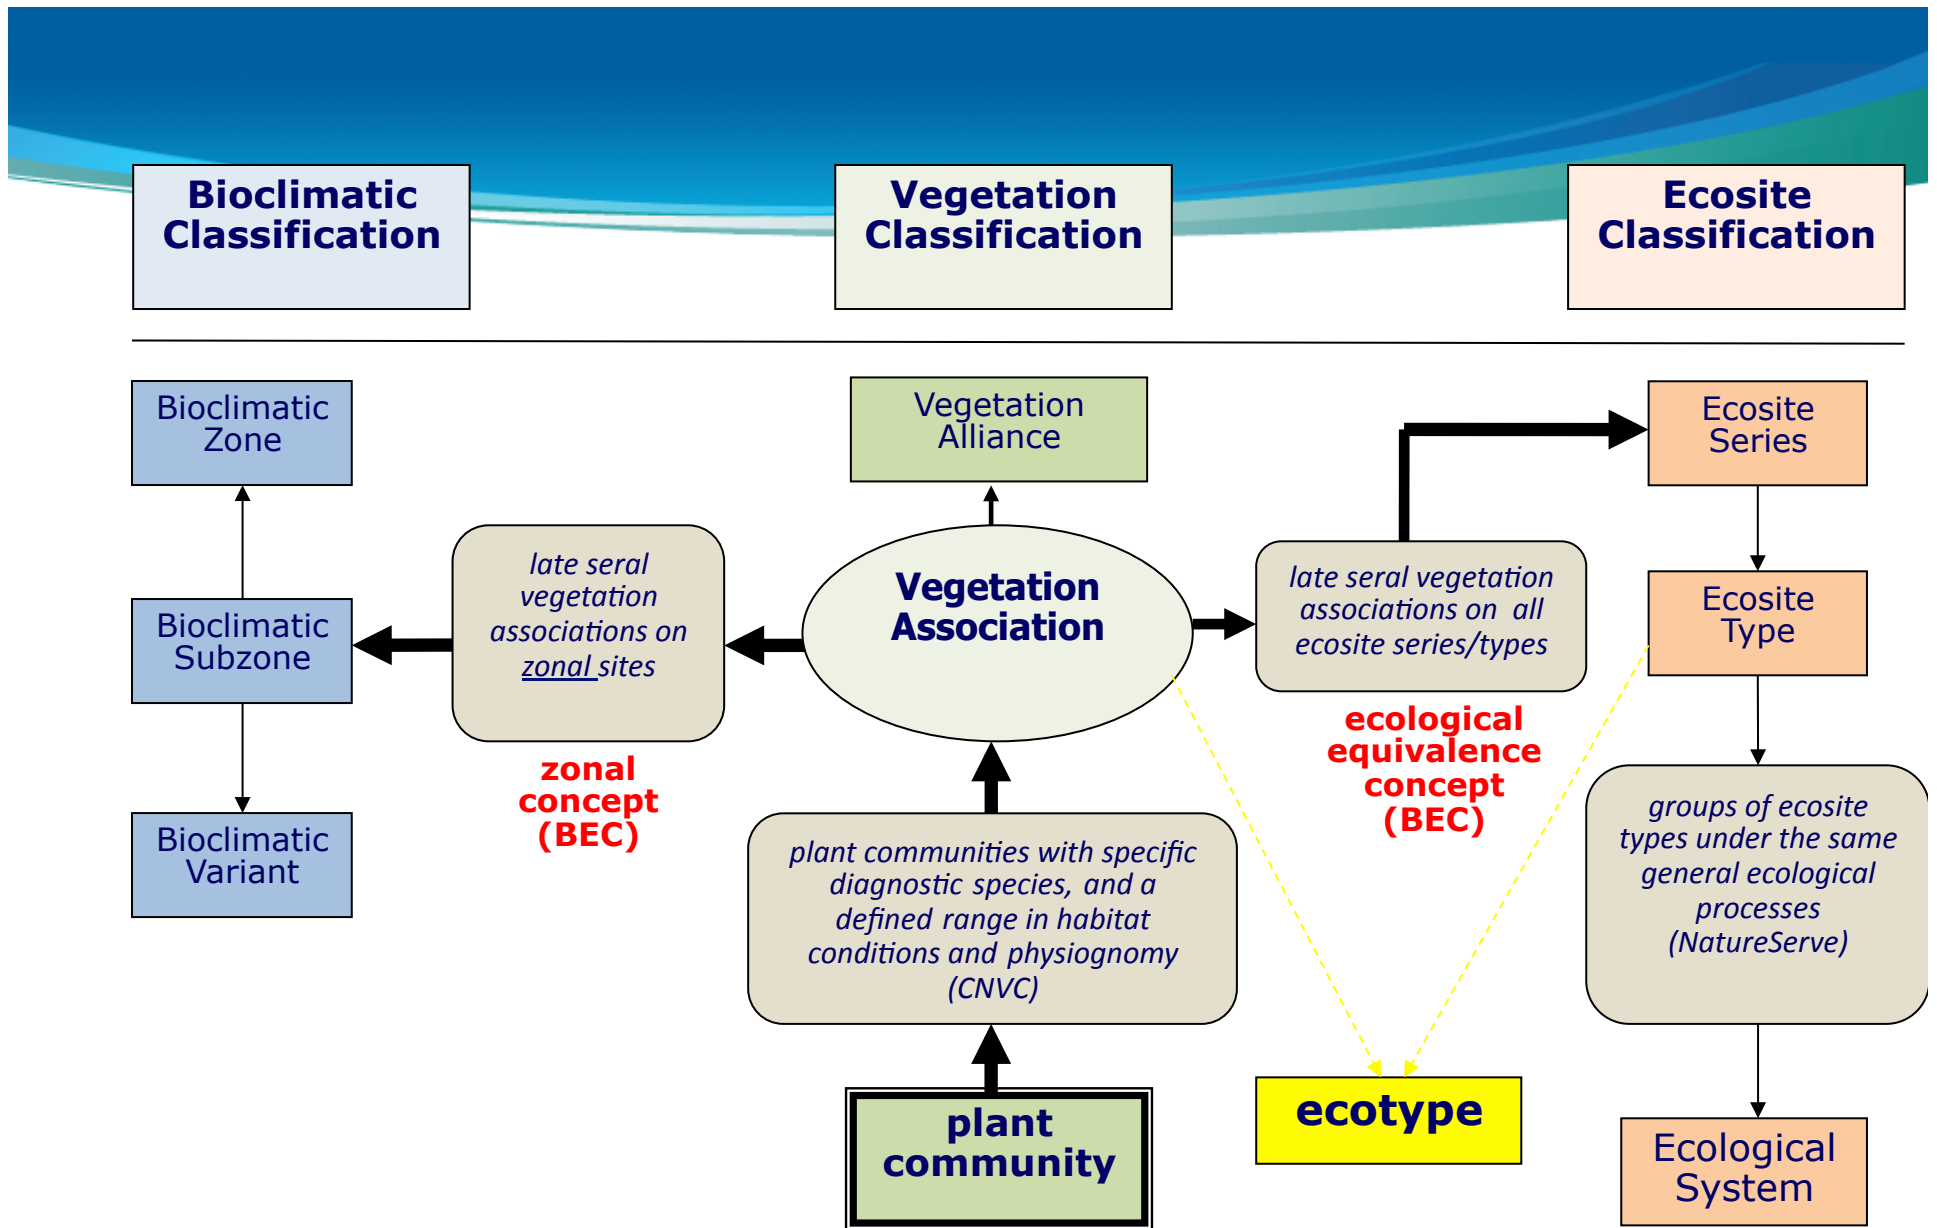 Bioclimatic
Classification
Vegetation
Classification
Ecosite
Classification
Bioclimatic
Zone
Vegetation
Alliance
Ecosite
Series
late seral
vegetation
associations on
zonal sites
Vegetation
Association
late seral vegetation
associations on all
ecosite series/types
Bioclimatic
Subzone
Ecosite
Type
zonal
concept
(BEC)
ecological
equivalence
concept
(BEC)
Bioclimatic
Variant
plant communities with specific
diagnostic species, and a
defined range in habitat
conditions and physiognomy
(CNVC)
groups of ecosite
types under the same
general ecological
processes
(NatureServe)
plant
community
ecotype
Ecological
System